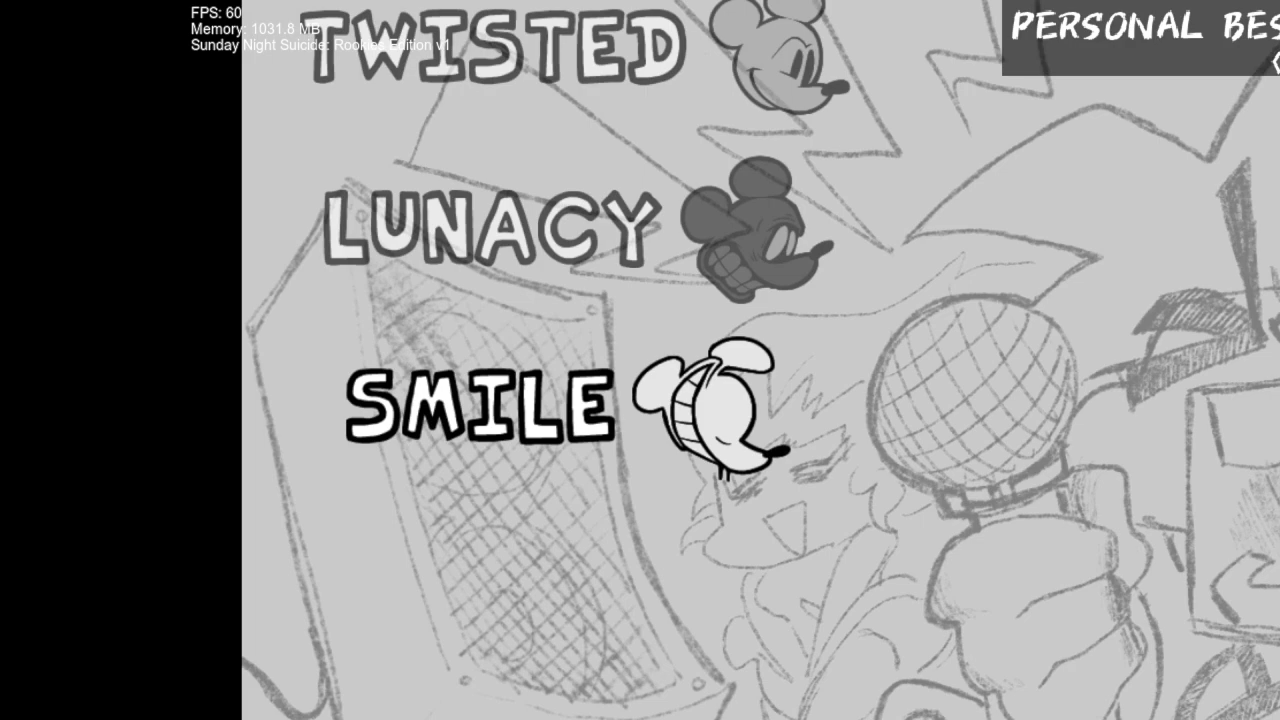 FPS: 60
Memory: 1031.8 MB
Sunday Night Suicide: Rookies Edition v1
TWISTED
PERSONAL BES
LUNACY
SMILE